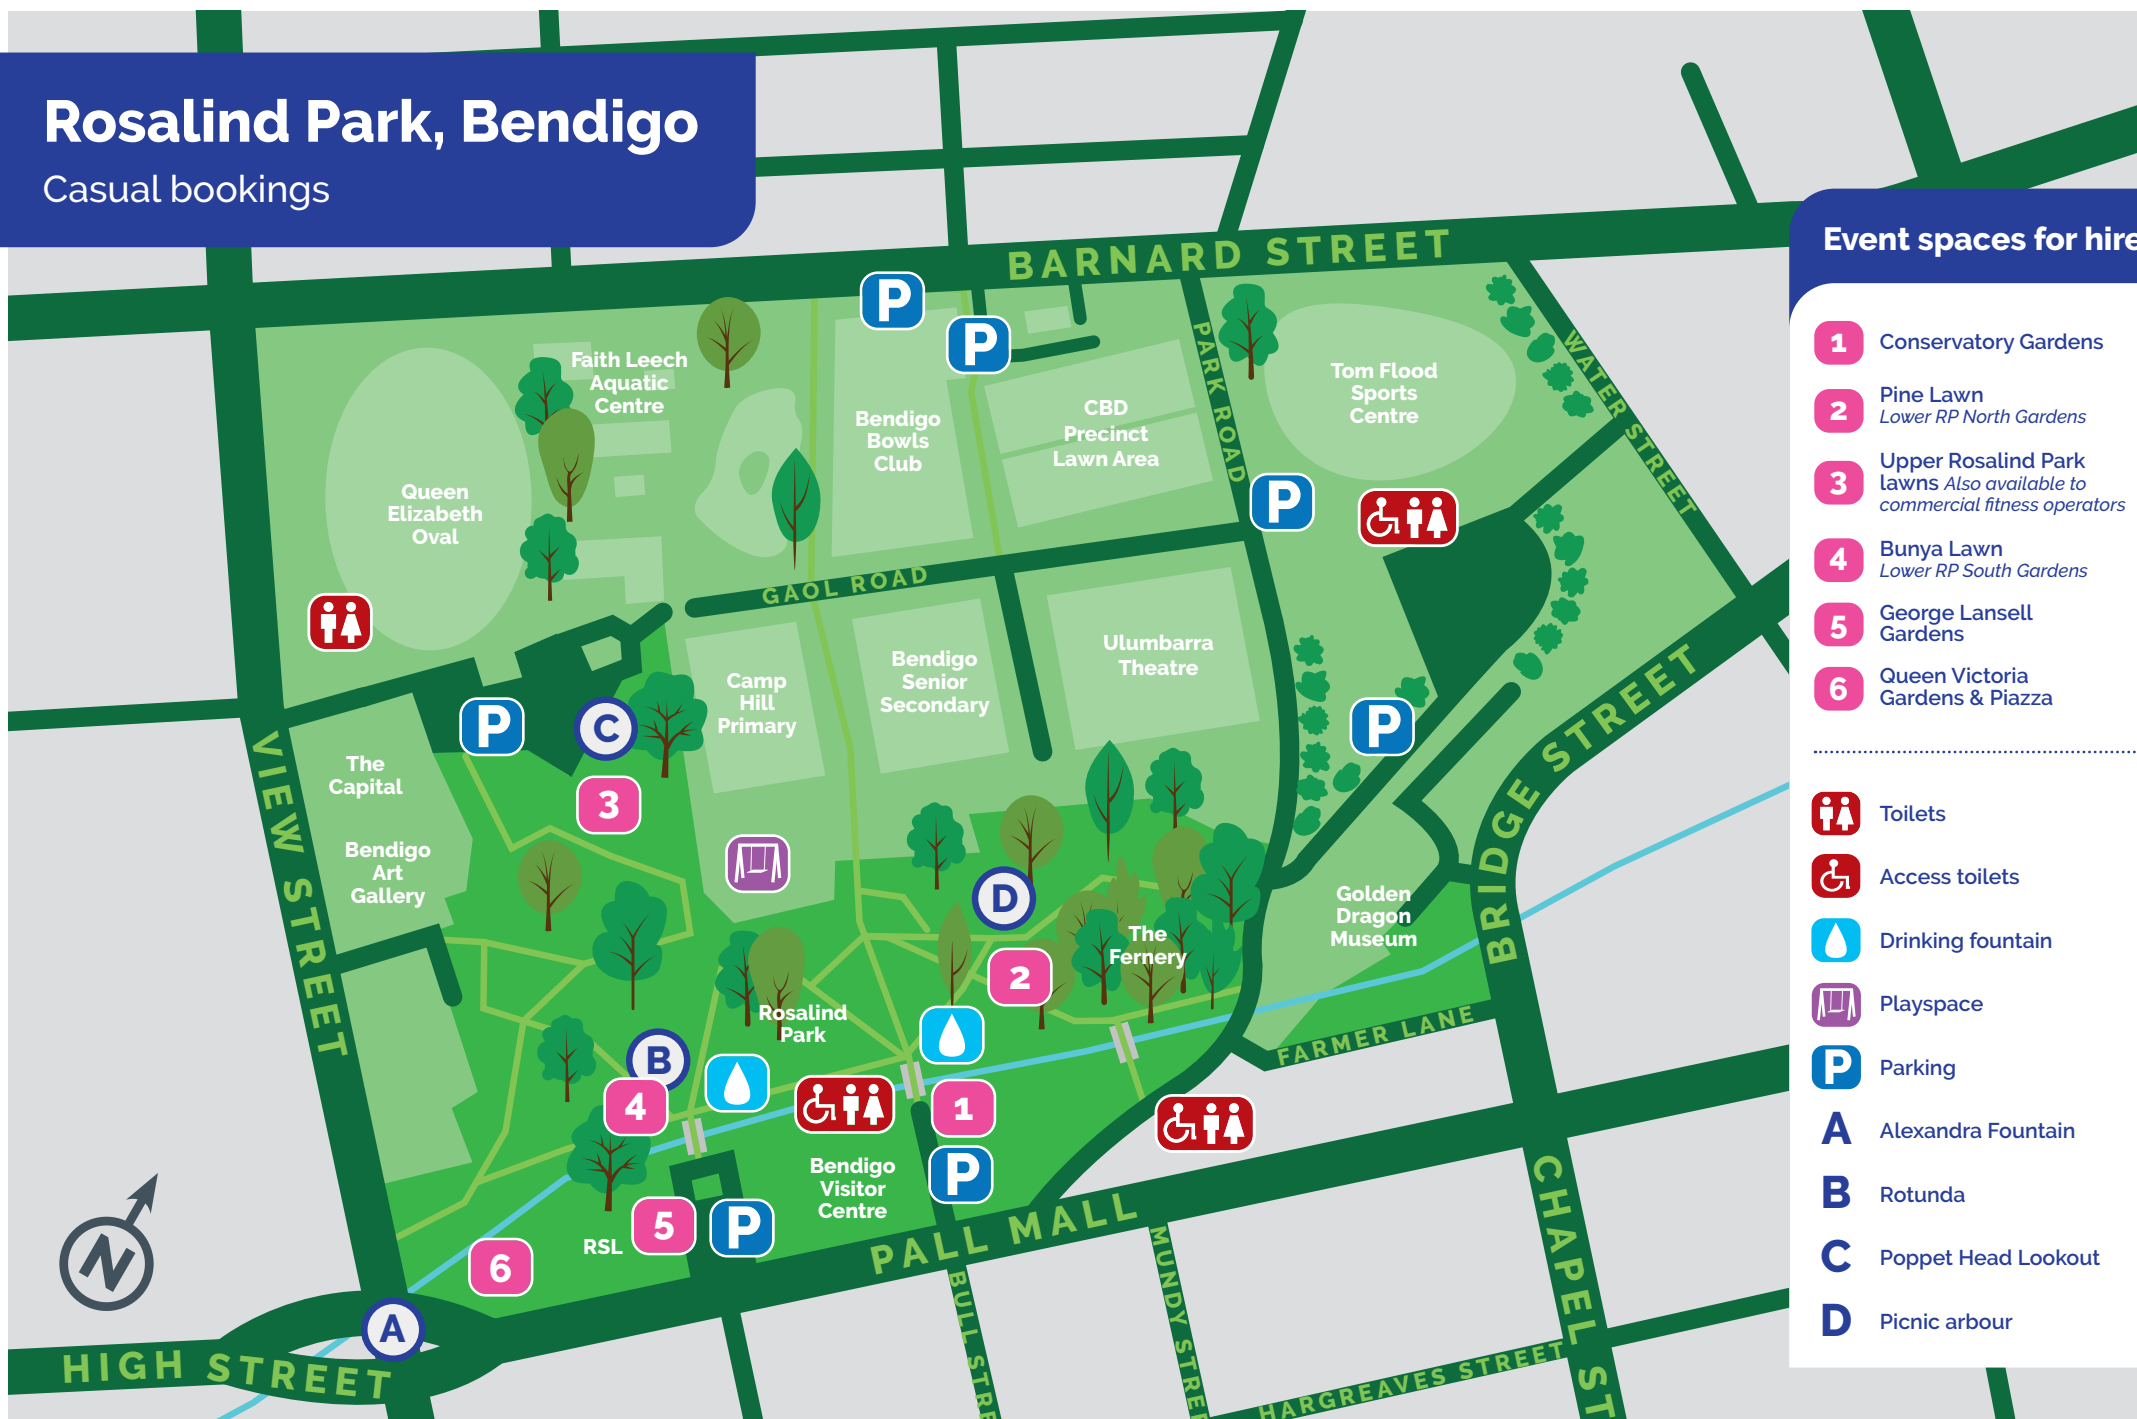 Rosalind Park, Bendigo
Casual bookings
BARNARD STREET
PARK ROAD
WATER STREET
Faith Leech
Aquatic
Centre
Queen
Elizabeth
Oval
Bendigo
Bowls
Club
CBD
Precinct
Lawn Area
Tom Flood
Sports
Centre
P
P
P
GAOL ROAD
Camp
Hill
Primary
Bendigo
Senior
Secondary
Ulumbarra
Theatre
P
C
3
P
The
Capital
Bendigo
Art
Gallery
VIEW STREET
BRIDGE STREET
D
2
The
Fernery
Golden
Dragon
Museum
Rosalind
Park
B
4
1
P
FARMER LANE
Bendigo
Visitor
Centre
5
P
RSL
6
PALL MALL
A
HIGH STREET
N
BULL STRE
MUNDY STREE
HARGREAVES STREET
CHAPEL ST
Event spaces for hire
1 Conservatory Gardens
2 Pine Lawn
Lower RP North Gardens
3 Upper Rosalind Park
lawns Also available to
commercial fitness operators
4 Bunya Lawn
Lower RP South Gardens
5 George Lansell
Gardens
6 Queen Victoria
Gardens & Piazza
Toilets
Access toilets
Drinking fountain
Playspace
P Parking
A Alexandra Fountain
B Rotunda
C Poppet Head Lookout
D Picnic arbour